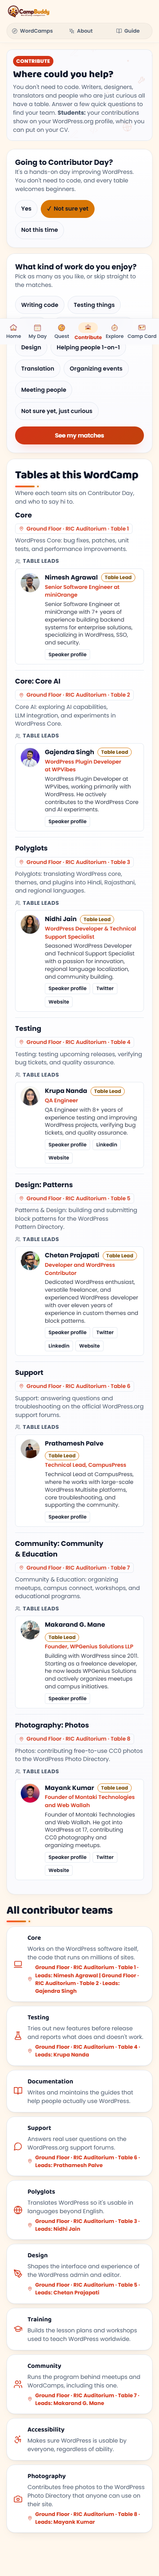 CampBuddy
WordCamps
About
Guide
CONTRIBUTE
Where could you help?
You don't need to code. Writers, designers,
translators and people who just got curious all
have a table. Answer a few quick questions to
find your team. Students: your contributions
show on your WordPress.org profile, which you
can put on your CV.
Going to Contributor Day?
It's a hands-on day improving WordPress.
You don't need to code, and every table
welcomes beginners.
Yes
✓ Not sure yet
Not this time
What kind of work do you enjoy?
Pick as many as you like, or skip straight to
the matches.
Writing code
Testing things
Home
My Day
Quest
Contribute
Explore
Camp Card
Design
Helping people 1-on-1
Translation
Organizing events
Meeting people
Not sure yet, just curious
See my matches
Tables at this WordCamp
Where each team sits on Contributor Day,
and who to say hi to.
Core
Ground Floor · RIC Auditorium · Table 1
WordPress Core: bug fixes, patches, unit
tests, and performance improvements.
TABLE LEADS
Nimesh Agrawal
Table Lead
Senior Software Engineer at
miniOrange
Senior Software Engineer at
miniOrange with 7+ years of
experience building backend
systems for enterprise solutions,
specializing in WordPress, SSO,
and security.
Speaker profile
Core: Core AI
Ground Floor · RIC Auditorium · Table 2
Core AI: exploring AI capabilities,
LLM integration, and experiments in
WordPress Core.
TABLE LEADS
Gajendra Singh
Table Lead
WordPress Plugin Developer
at WPVibes
WordPress Plugin Developer at
WPVibes, working primarily with
WordPress. He actively
contributes to the WordPress Core
and AI experiments.
Speaker profile
Polyglots
Ground Floor · RIC Auditorium · Table 3
Polyglots: translating WordPress core,
themes, and plugins into Hindi, Rajasthani,
and regional languages.
TABLE LEADS
Nidhi Jain
Table Lead
WordPress Developer & Technical
Support Specialist
Seasoned WordPress Developer
and Technical Support Specialist
with a passion for innovation,
regional language localization,
and community building.
Speaker profile
Twitter
Website
Testing
Ground Floor · RIC Auditorium · Table 4
Testing: testing upcoming releases, verifying
bug tickets, and quality assurance.
TABLE LEADS
Krupa Nanda
Table Lead
QA Engineer
QA Engineer with 8+ years of
experience testing and improving
WordPress projects, verifying bug
tickets, and quality assurance.
Speaker profile
LinkedIn
Website
Design: Patterns
Ground Floor · RIC Auditorium · Table 5
Patterns & Design: building and submitting
block patterns for the WordPress
Pattern Directory.
TABLE LEADS
Chetan Prajapati
Table Lead
Developer and WordPress
Contributor
Dedicated WordPress enthusiast,
versatile freelancer, and
experienced WordPress developer
with over eleven years of
experience in custom themes and
block patterns.
Speaker profile
Twitter
LinkedIn
Website
Support
Ground Floor · RIC Auditorium · Table 6
Support: answering questions and
troubleshooting on the official WordPress.org
support forums.
TABLE LEADS
Prathamesh Palve
Table Lead
Technical Lead, CampusPress
Technical Lead at CampusPress,
where he works with large-scale
WordPress Multisite platforms,
core troubleshooting, and
supporting the community.
Speaker profile
Community: Community
& Education
Ground Floor · RIC Auditorium · Table 7
Community & Education: organizing
meetups, campus connect, workshops, and
educational programs.
TABLE LEADS
Makarand G. Mane
Table Lead
Founder, WPGenius Solutions LLP
Building with WordPress since 2011.
Starting as a freelance developer,
he now leads WPGenius Solutions
and actively organizes meetups
and campus initiatives.
Speaker profile
Photography: Photos
Ground Floor · RIC Auditorium · Table 8
Photos: contributing free-to-use CC0 photos
to the WordPress Photo Directory.
TABLE LEADS
Mayank Kumar
Table Lead
Founder of Montaki Technologies
and Web Wallah
Founder of Montaki Technologies
and Web Wallah. He got into
WordPress at 17, contributing
CC0 photography and
organizing meetups.
Speaker profile
Twitter
Website
All contributor teams
Core
Works on the WordPress software itself,
the code that runs on millions of sites.
Ground Floor · RIC Auditorium · Table 1 ·
Leads: Nimesh Agrawal | Ground Floor ·
RIC Auditorium · Table 2 · Leads:
Gajendra Singh
Testing
Tries out new features before release
and reports what does and doesn't work.
Ground Floor · RIC Auditorium · Table 4 ·
Leads: Krupa Nanda
Documentation
Writes and maintains the guides that
help people actually use WordPress.
Support
Answers real user questions on the
WordPress.org support forums.
Ground Floor · RIC Auditorium · Table 6 ·
Leads: Prathamesh Palve
Polyglots
Translates WordPress so it's usable in
languages beyond English.
Ground Floor · RIC Auditorium · Table 3 ·
Leads: Nidhi Jain
Design
Shapes the interface and experience of
the WordPress admin and editor.
Ground Floor · RIC Auditorium · Table 5 ·
Leads: Chetan Prajapati
Training
Builds the lesson plans and workshops
used to teach WordPress worldwide.
Community
Runs the program behind meetups and
WordCamps, including this one.
Ground Floor · RIC Auditorium · Table 7 ·
Leads: Makarand G. Mane
Accessibility
Makes sure WordPress is usable by
everyone, regardless of ability.
Photography
Contributes free photos to the WordPress
Photo Directory that anyone can use on
their site.
Ground Floor · RIC Auditorium · Table 8 ·
Leads: Mayank Kumar